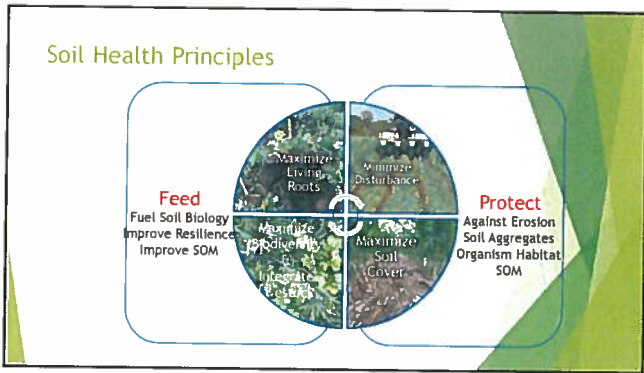 Soil Health Principles
Maximize
Living
Roots
Minimize
Disturbance
Feed
Fuel Soil Biology
Improve Resilience
Improve SOM
Maximize
Biodiversity
Integrate
Maximize
Soil
Cover
Protect
Against Erosion
Soil Aggregates
Organism Habitat
SOM